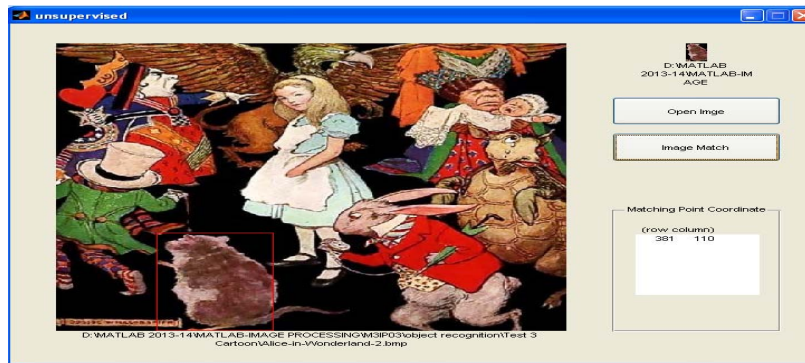 unsupervised
D:\MATLAB
2013-14\MATLAB-IM
AGE
Open Imge
Image Match
Matching Point Coordinate
(row column)
381 110
D:\MATLAB 2013-14\MATLAB-IMAGE PROCESSING\M3IP03\object recognition\Test 3
Cartoon\Alice-in-Wonderland-2.bmp